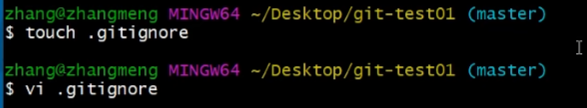 zhang@zhangmeng MINGW64 ~/Desktop/git-test01 (master)
$ touch .gitignore
zhang@zhangmeng MINGW64 ~/Desktop/git-test01 (master)
$ vi .gitignore